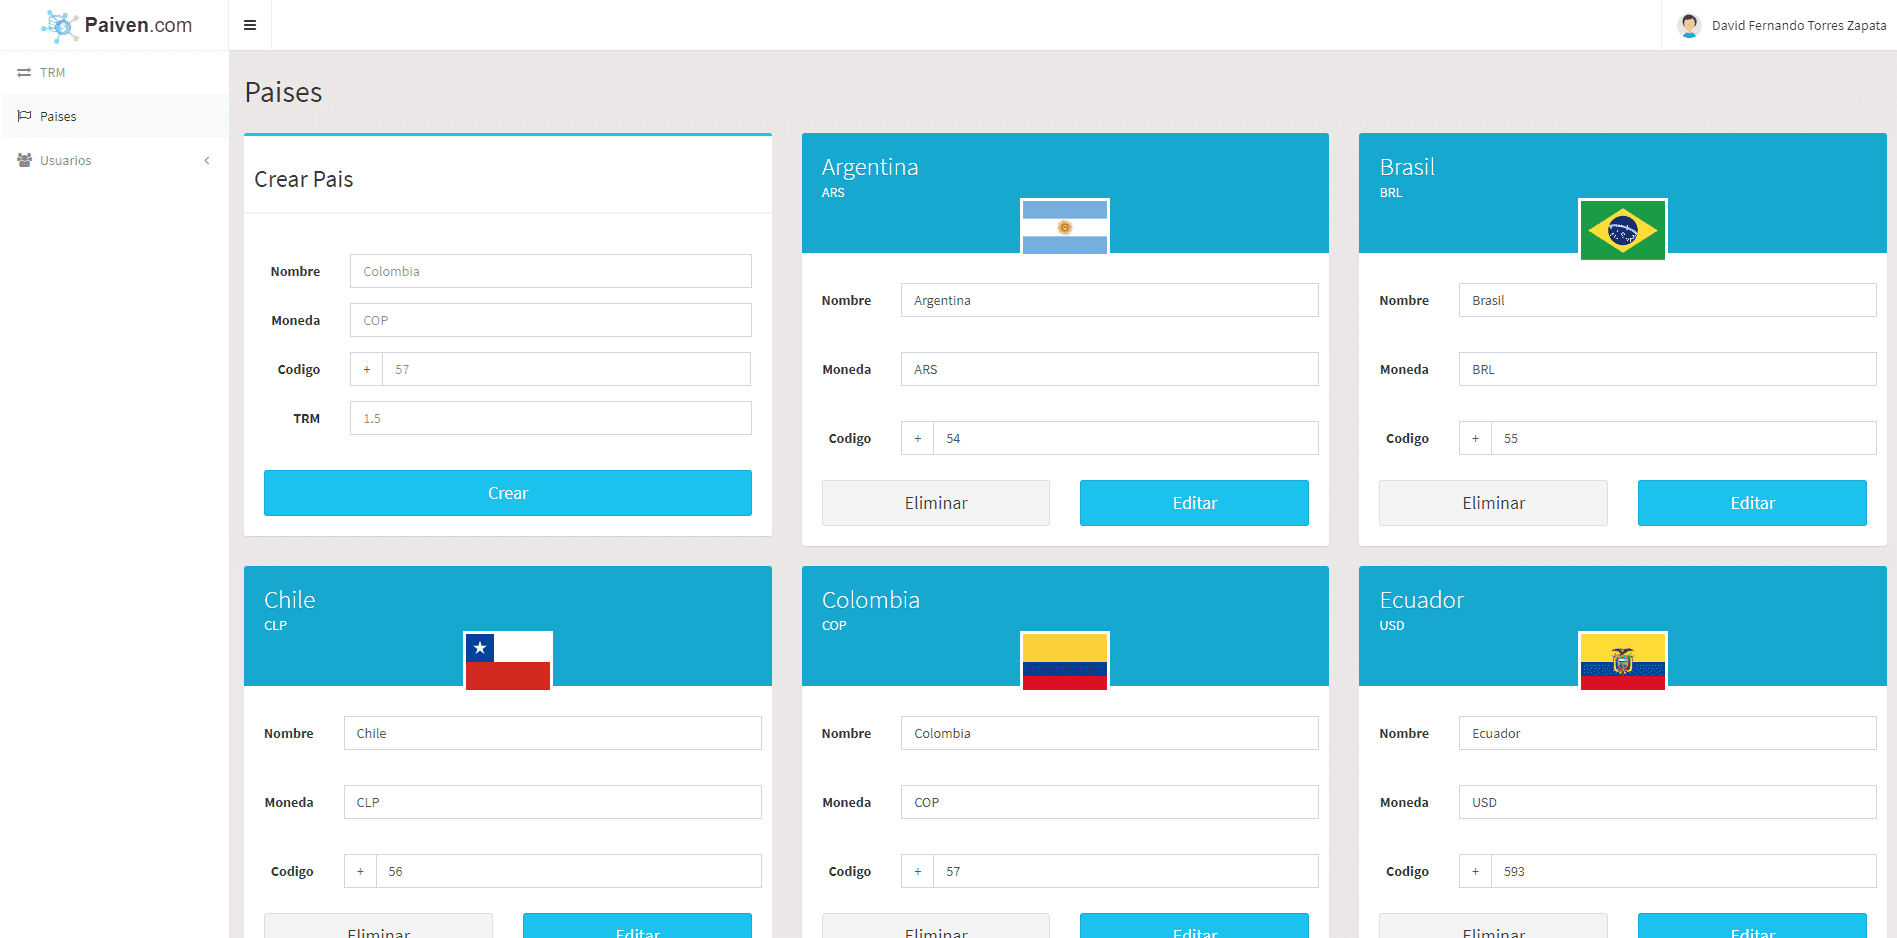 Paiven.com
David Fernando Torres Zapata
TRM
Paises
Usuarios
Paises
Crear Pais
Nombre
Colombia
Moneda
COP
Codigo
+
57
TRM
1.5
Crear
Argentina
ARS
Nombre
Argentina
Moneda
ARS
Codigo
+
54
Eliminar
Editar
Brasil
BRL
Nombre
Brasil
Moneda
BRL
Codigo
+
55
Eliminar
Editar
Chile
CLP
Nombre
Chile
Moneda
CLP
Codigo
+
56
Eliminar
Editar
Colombia
COP
Nombre
Colombia
Moneda
COP
Codigo
+
57
Eliminar
Editar
Ecuador
USD
Nombre
Ecuador
Moneda
USD
Codigo
+
593
Eliminar
Editar